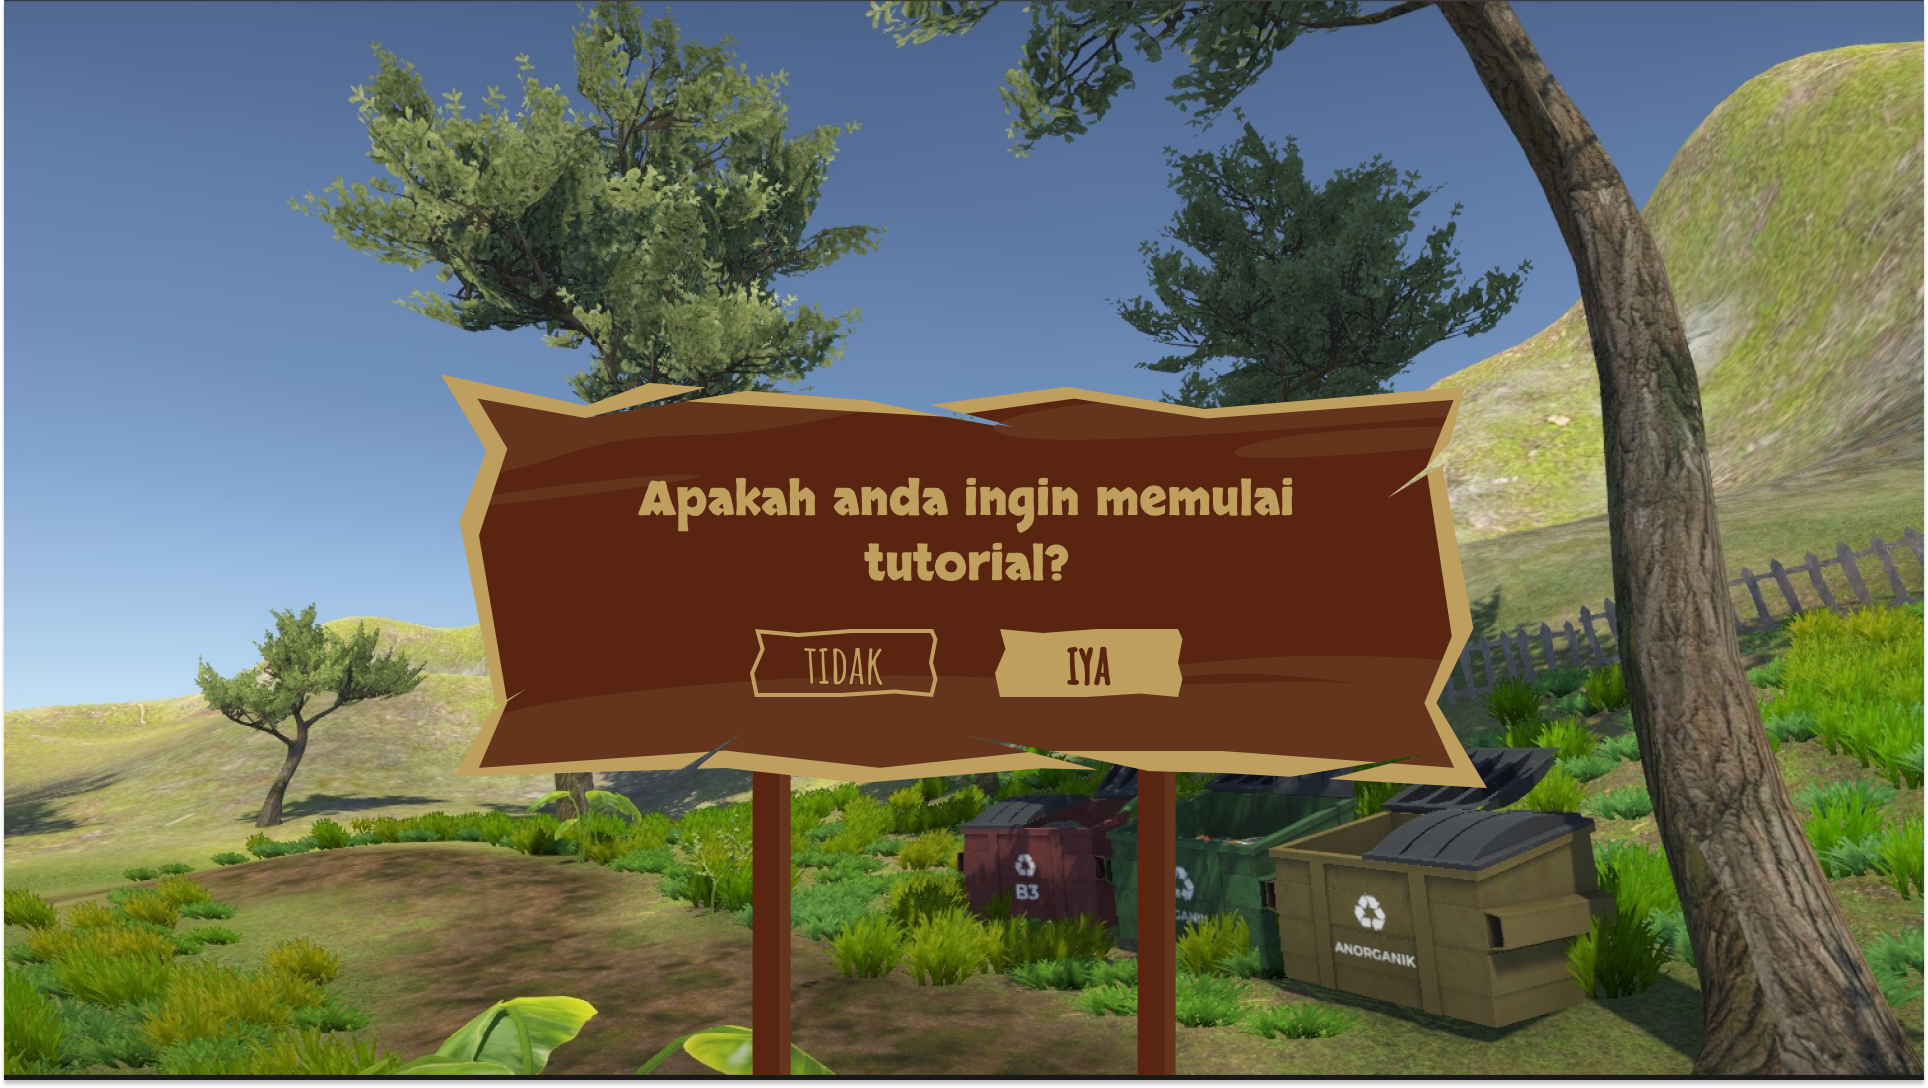 Apakah anda ingin memulai
tutorial?
TIDAK
IYA
B3
ANORGANIK